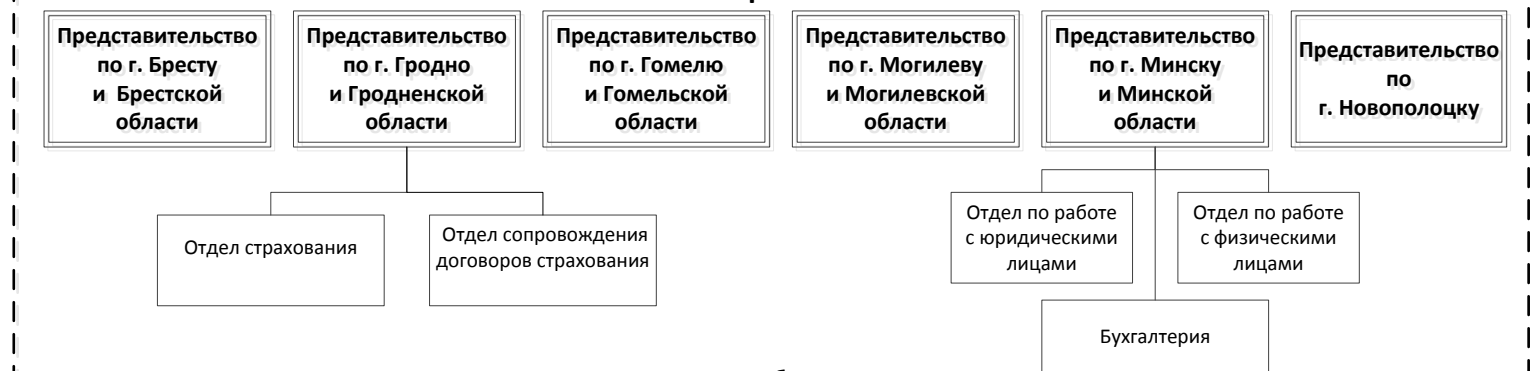 Представительство
по г. Бресту
и Брестской
области
Представительство
по г. Гродно
и Гродненской
области
Представительство
по г. Гомелю
и Гомельской
области
Представительство
по г. Могилеву
и Могилевской
области
Представительство
по г. Минску
и Минской
области
Представительство
по
г. Новополоцку
Отдел страхования
Отдел сопровождения
договоров страхования
Отдел по работе
с юридическими
лицами
Отдел по работе
с физическими
лицами
Бухгалтерия